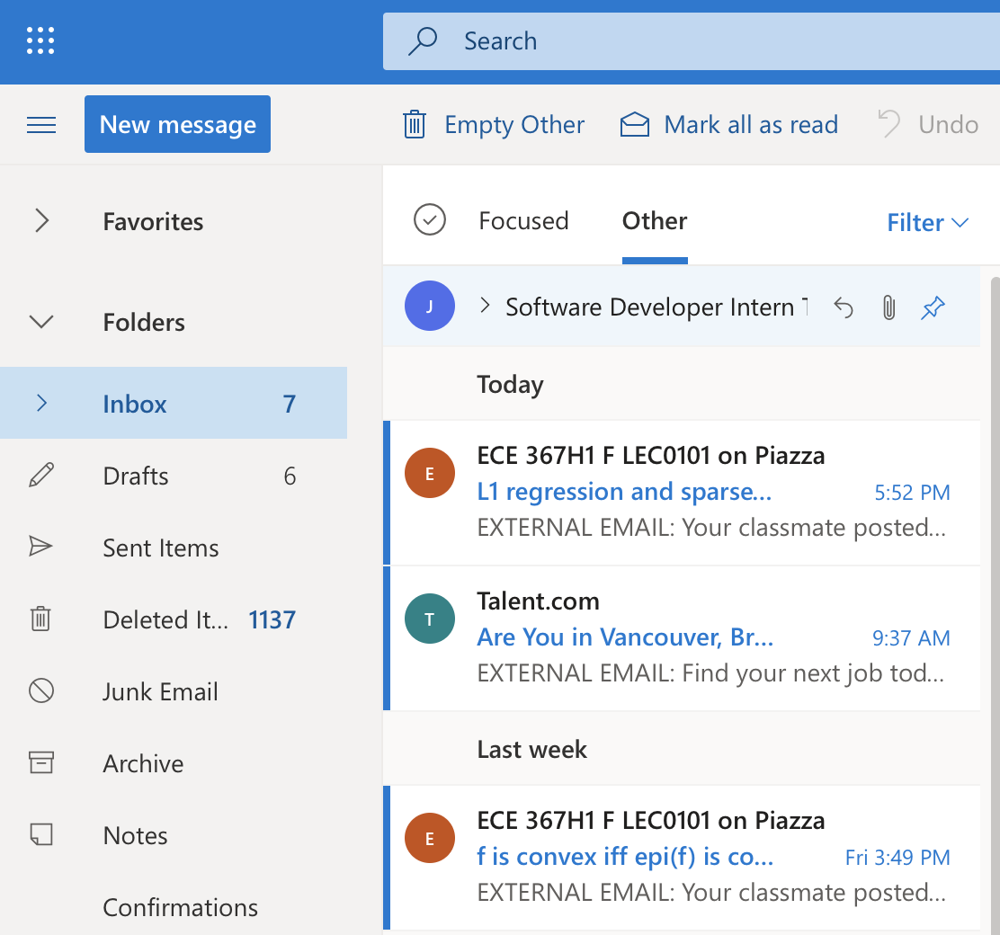 Search
New message
Empty Other
Mark all as read
Undo
Favorites
Folders
Inbox 7
Drafts 6
Sent Items
Deleted It... 1137
Junk Email
Archive
Notes
Confirmations
Focused
Other
Filter
J
Software Developer Intern
Today
E
ECE 367H1 F LEC0101 on Piazza
L1 regression and sparse... 5:52 PM
EXTERNAL EMAIL: Your classmate posted...
T
Talent.com
Are You in Vancouver, Br... 9:37 AM
EXTERNAL EMAIL: Find your next job tod...
Last week
E
ECE 367H1 F LEC0101 on Piazza
f is convex iff epi(f) is co... Fri 3:49 PM
EXTERNAL EMAIL: Your classmate posted...